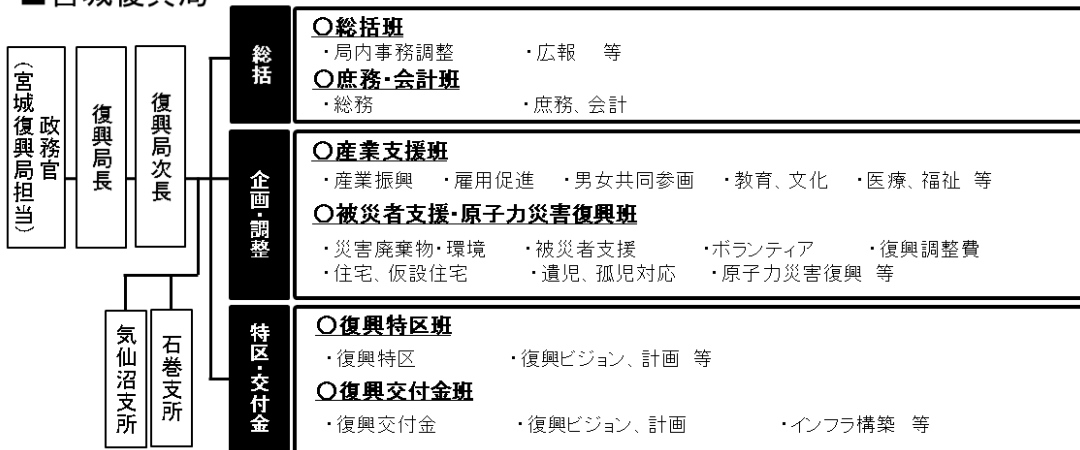 ■宮城復興局
政務官
（宮城復興局担当）
復興局長
復興局次長
気仙沼支所
石巻支所
総括
○総括班
・局内事務調整 ・広報 等
○庶務・会計班
・総務 ・庶務、会計
企画・調整
○産業支援班
・産業振興 ・雇用促進 ・男女共同参画 ・教育、文化 ・医療、福祉 等
○被災者支援・原子力災害復興班
・災害廃棄物・環境 ・被災者支援 ・ボランティア ・復興調整費
・住宅、仮設住宅 ・遺児、孤児対応 ・原子力災害復興 等
特区・交付金
○復興特区班
・復興特区 ・復興ビジョン、計画 等
○復興交付金班
・復興交付金 ・復興ビジョン、計画 ・インフラ構築 等